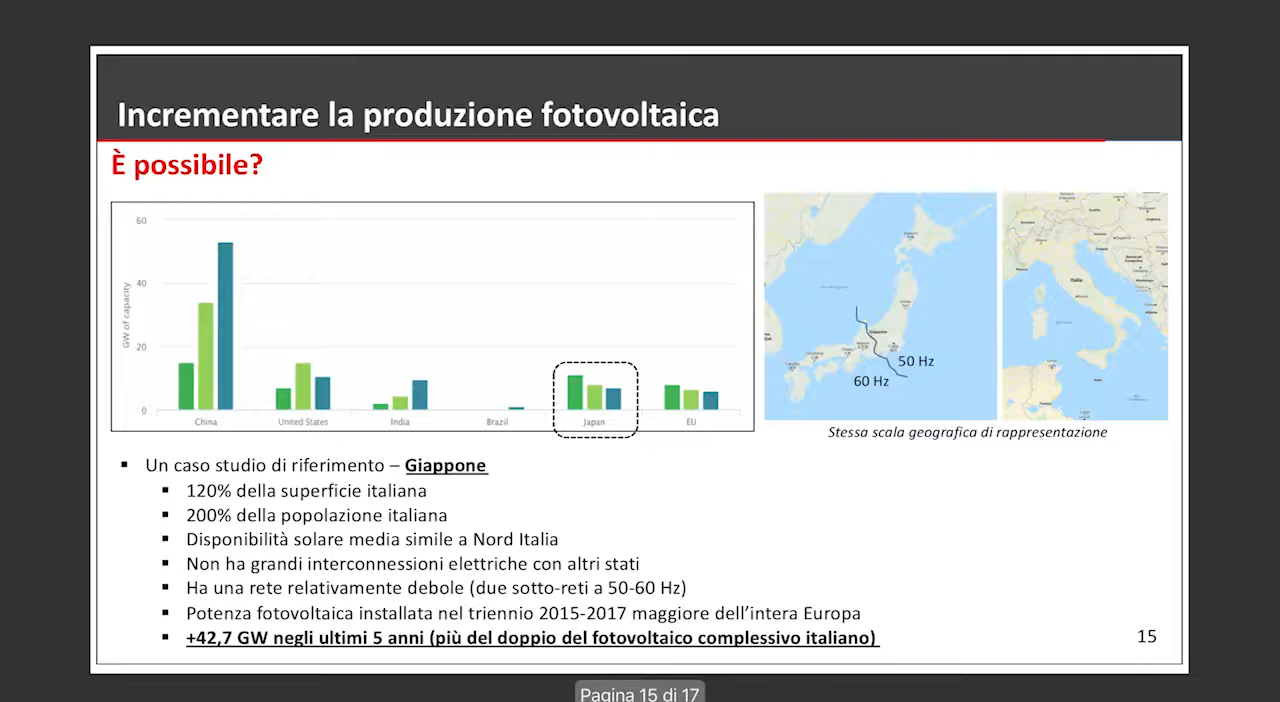 Incrementare la produzione fotovoltaica
È possibile?
60
40
20
0
GW of capacity
China
United States
India
Brazil
Japan
EU
50 Hz
60 Hz
Giappone
Italia
Stessa scala geografica di rappresentazione
▪ Un caso studio di riferimento – Giappone
▪ 120% della superficie italiana
▪ 200% della popolazione italiana
▪ Disponibilità solare media simile a Nord Italia
▪ Non ha grandi interconnessioni elettriche con altri stati
▪ Ha una rete relativamente debole (due sotto-reti a 50-60 Hz)
▪ Potenza fotovoltaica installata nel triennio 2015-2017 maggiore dell'intera Europa
▪ +42,7 GW negli ultimi 5 anni (più del doppio del fotovoltaico complessivo italiano)
15
Pagina 15 di 17